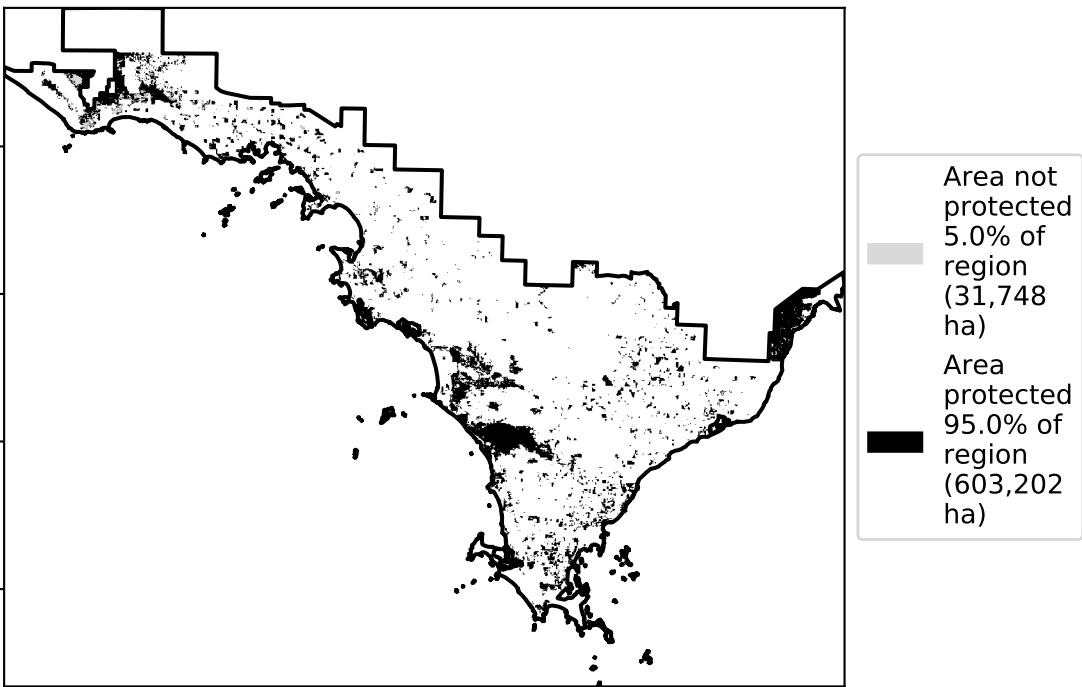 Area not
protected
5.0% of
region
(31,748
ha)
Area
protected
95.0% of
region
(603,202
ha)